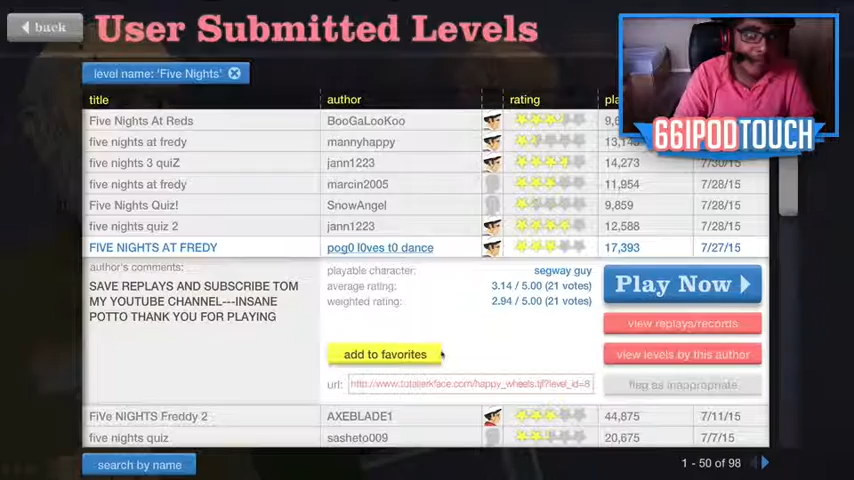 back
User Submitted Levels
level name: 'Five Nights'
title author rating
Five Nights At Reds BooGaLooKoo
five nights at fredy mannyhappy
five nights 3 quiZ jann1223 14,273 7/30/15
five nights at fredy marcin2005 11,954 7/28/15
Five Nights Quiz! SnowAngel 9,859 7/28/15
five nights quiz 2 jann1223 12,588 7/28/15
FIVE NIGHTS AT FREDY pog0 l0ves t0 dance 17,393 7/27/15
author's comments:
SAVE REPLAYS AND SUBSCRIBE TOM
MY YOUTUBE CHANNEL---INSANE
POTTO THANK YOU FOR PLAYING
playable character: segway guy
average rating: 3.14 / 5.00 (21 votes)
weighted rating: 2.94 / 5.00 (21 votes)
add to favorites
url: http://www.totaljerkface.com/happy_wheels.tjf?level_id=8
Play Now
view replays/records
view levels by this author
flag as inappropriate
FiVe NIGHTS Freddy 2 AXEBLADE1 44,875 7/11/15
five nights quiz sasheto009 20,675 7/7/15
search by name
1 - 50 of 98
66IPODTOUCH